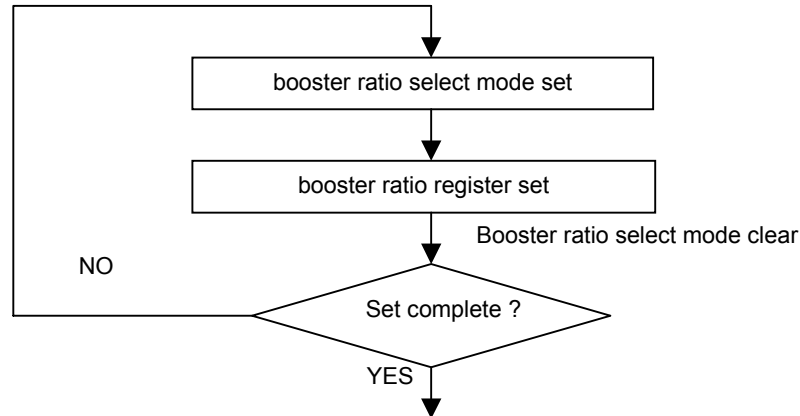 booster ratio select mode set
booster ratio register set
Booster ratio select mode clear
NO
Set complete ?
YES